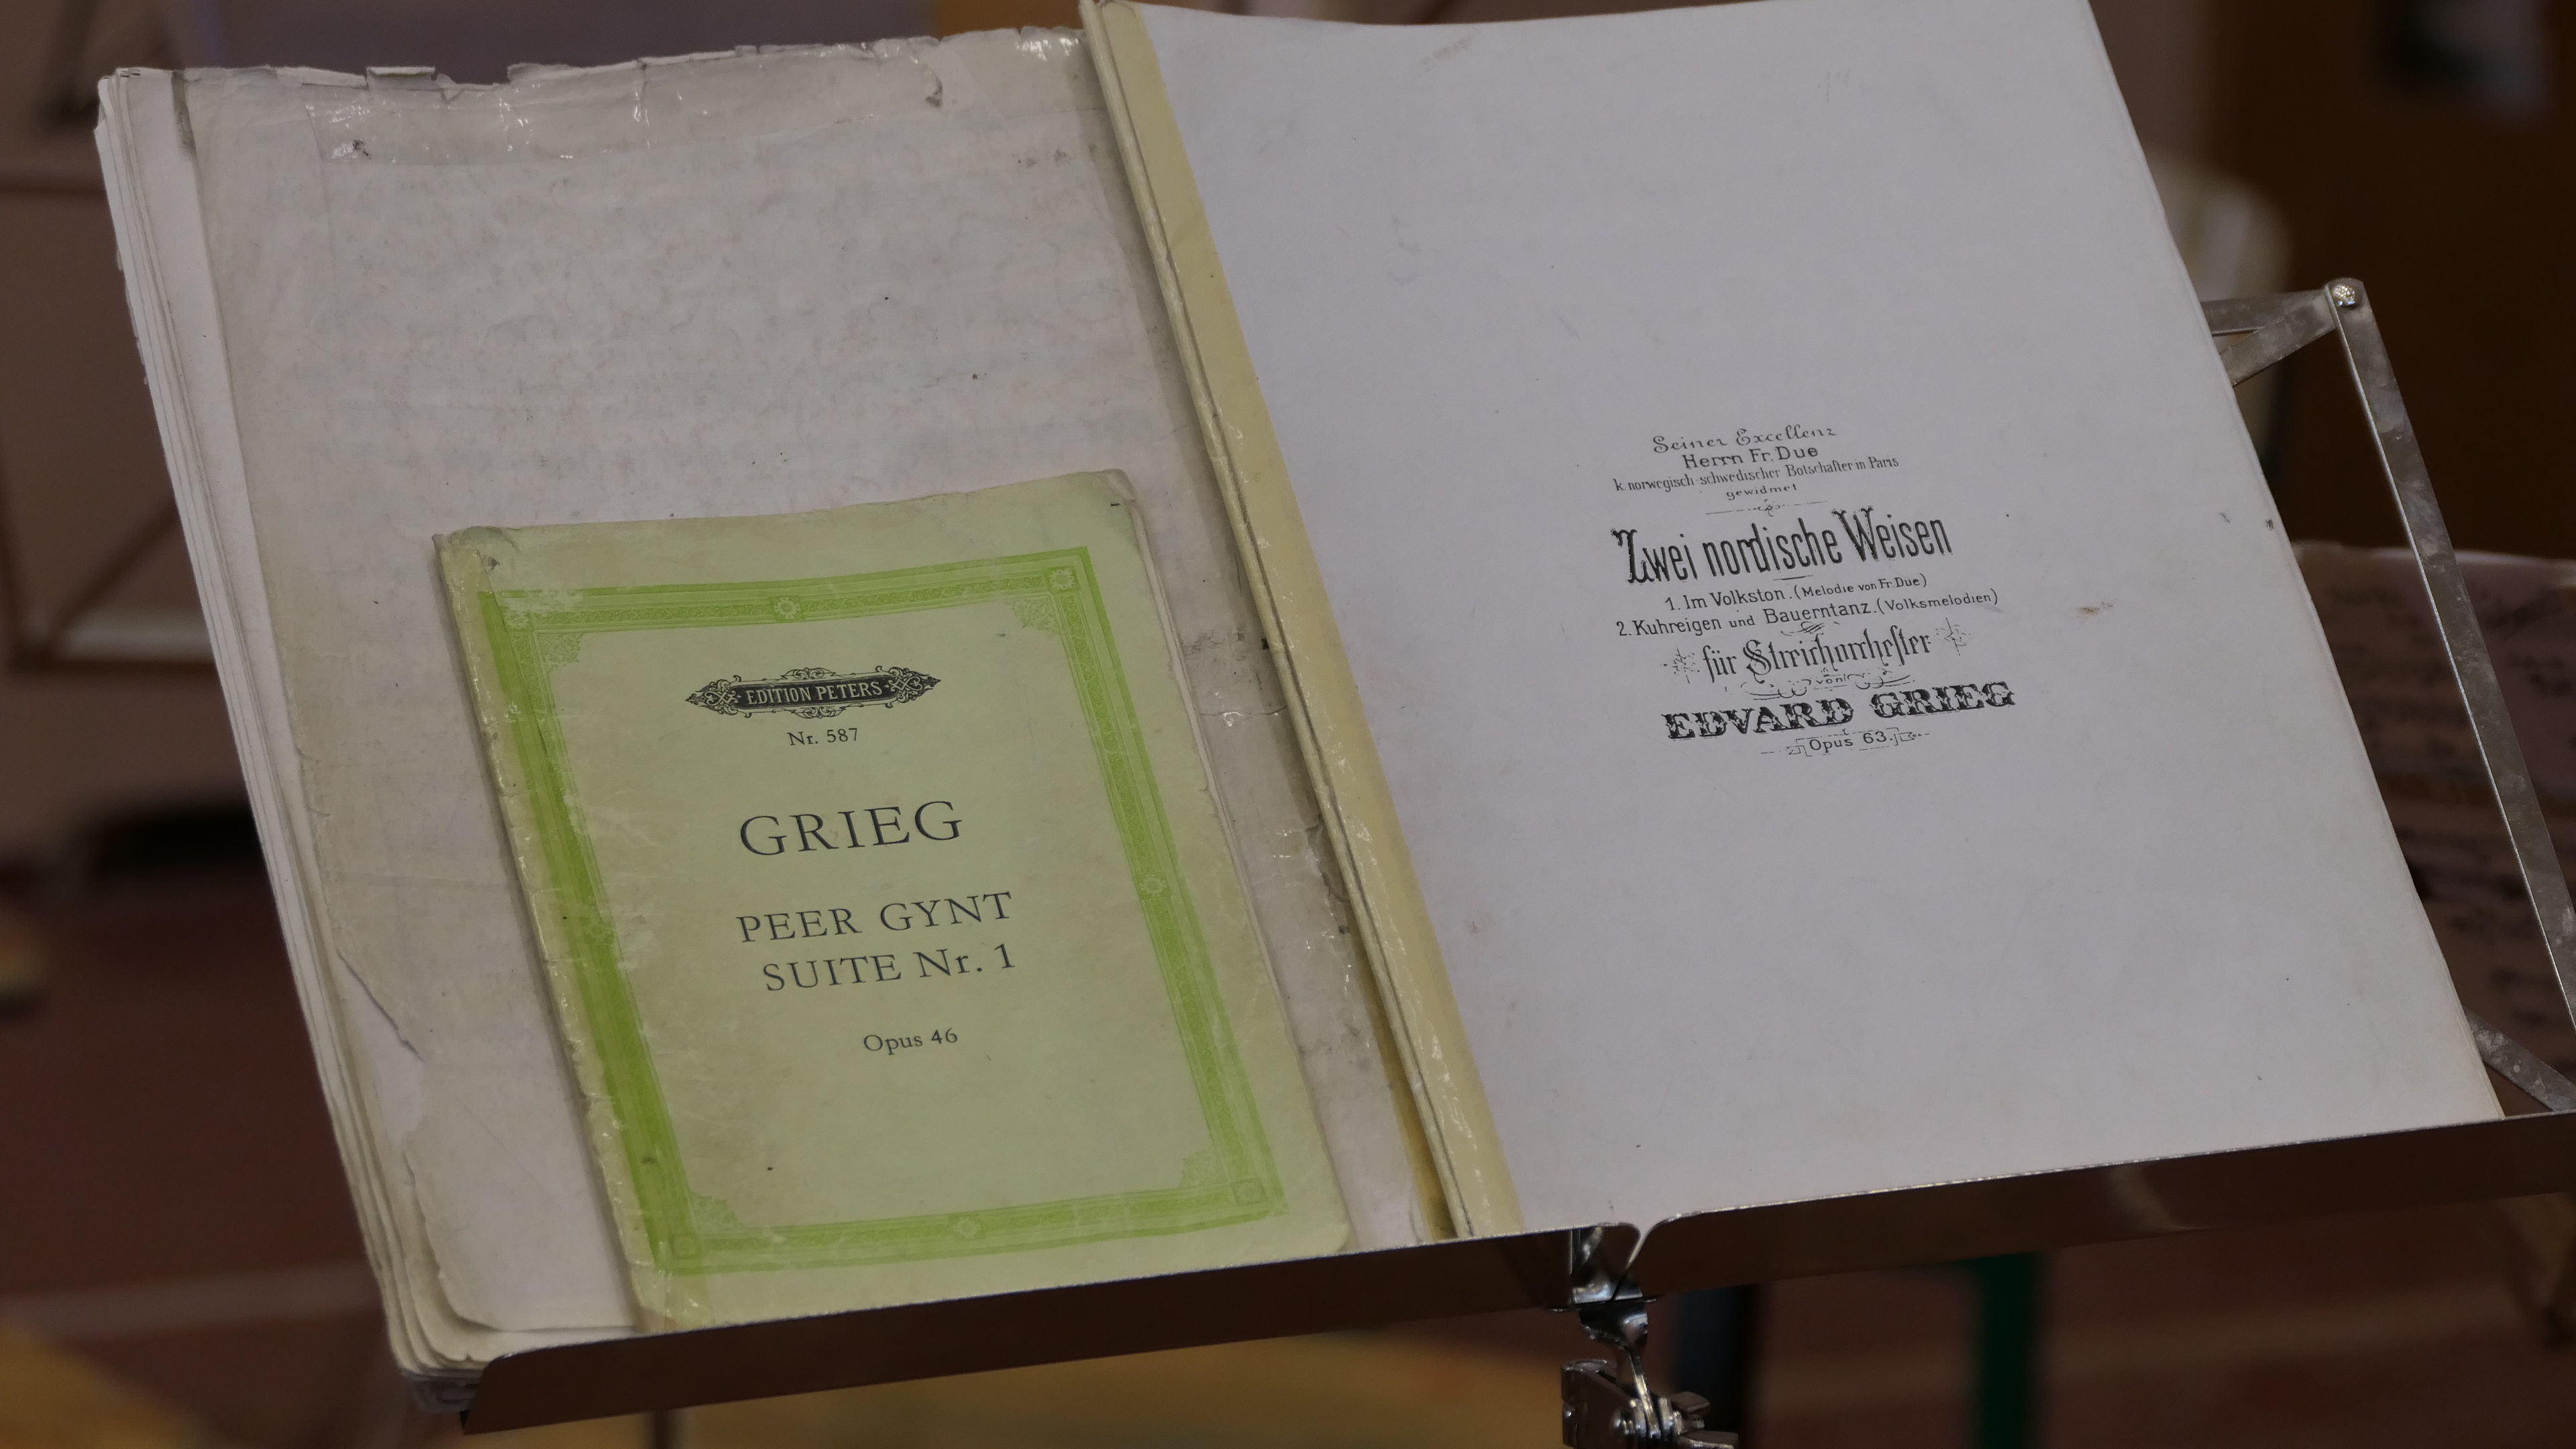 EDITION PETERS
Nr. 587
GRIEG
PEER GYNT
SUITE Nr. 1
Opus 46
Seiner Excellenz
Herrn Fr. Due
k. norwegisch-schwedischer Botschafter in Paris
gewidmet
Zwei nordische Weisen
1. Im Volkston. (Melodie von Fr. Due)
2. Kuhreigen und Bauerntanz. (Volksmelodien)
für Streichorchester
von
EDVARD GRIEG
Opus 63.